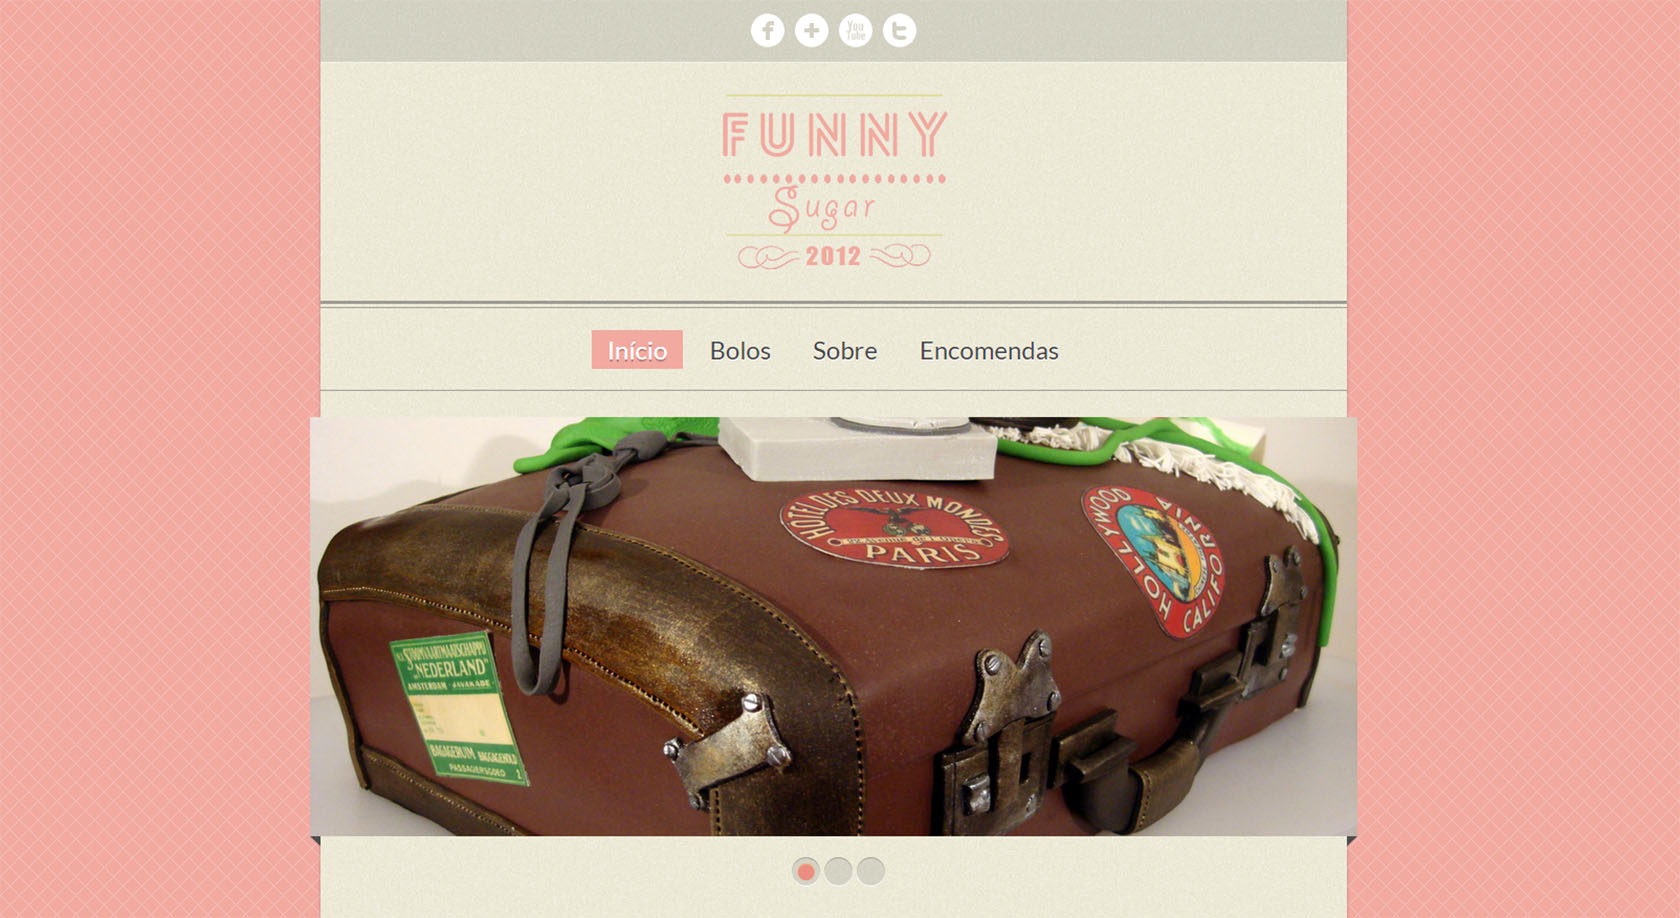 f
You
Tube
t
FUNNY
Sugar
2012
Início
Bolos
Sobre
Encomendas
HOTEL DES DEUX MONDES
PARIS
HOLLYWOOD
CALIFORNIA
STOOMVAARTMAATSCHAPPIJ
"NEDERLAND"
AMSTERDAM - JAVAKADE
BAGAGERUIM BAGGAGEHOLD
PASSAGIERSGOED 1